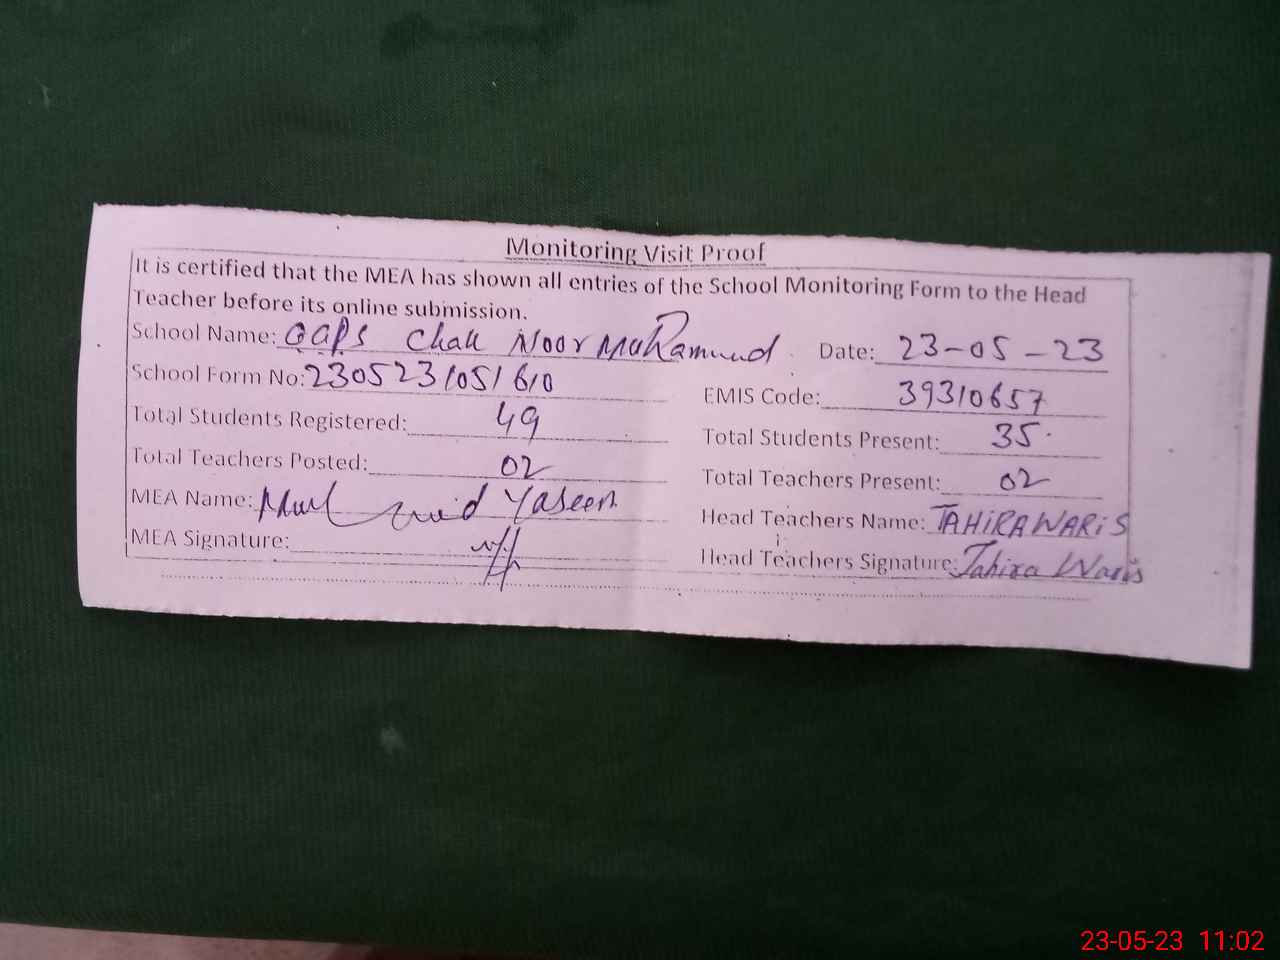 Monitoring Visit Proof
It is certified that the MEA has shown all entries of the School Monitoring Form to the Head
Teacher before its online submission.
School Name: GGPS Chak Noor Muhammad Date: 23-05-23
School Form No: 2305231051610 EMIS Code: 39310657
Total Students Registered: 49 Total Students Present: 35.
Total Teachers Posted: 02 Total Teachers Present: 02
MEA Name: Yaseen Head Teachers Name: TAHIRA WARIS
MEA Signature: Head Teachers Signature: Tahira Waris
23-05-23 11:02